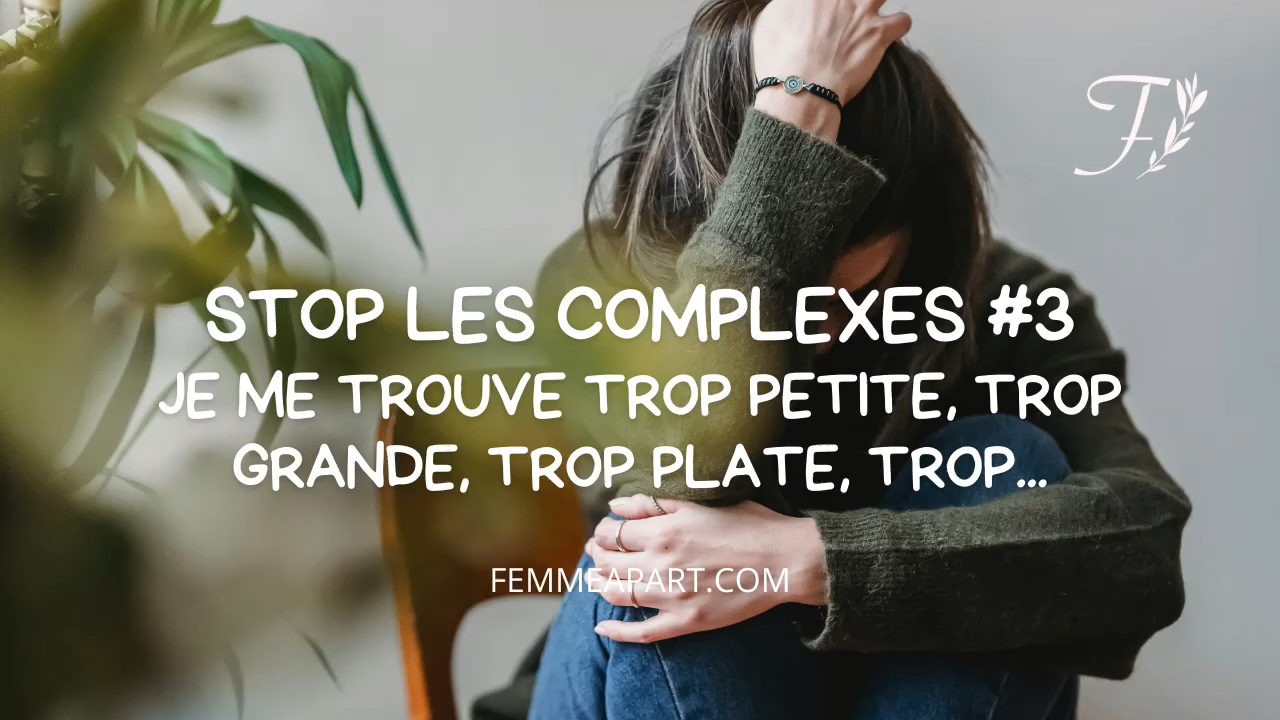 F
STOP LES COMPLEXES #3
JE ME TROUVE TROP PETITE, TROP
GRANDE, TROP PLATE, TROP...
FEMMEAPART.COM